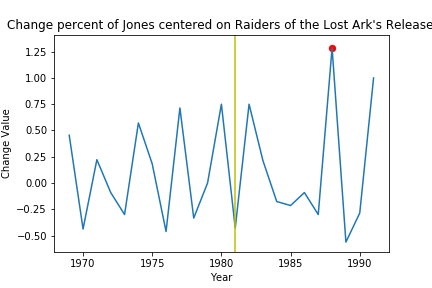 Change percent of Jones centered on Raiders of the Lost Ark's Release
1.25
1.00
0.75
0.50
0.25
0.00
−0.25
−0.50
Change Value
1970 1975 1980 1985 1990
Year